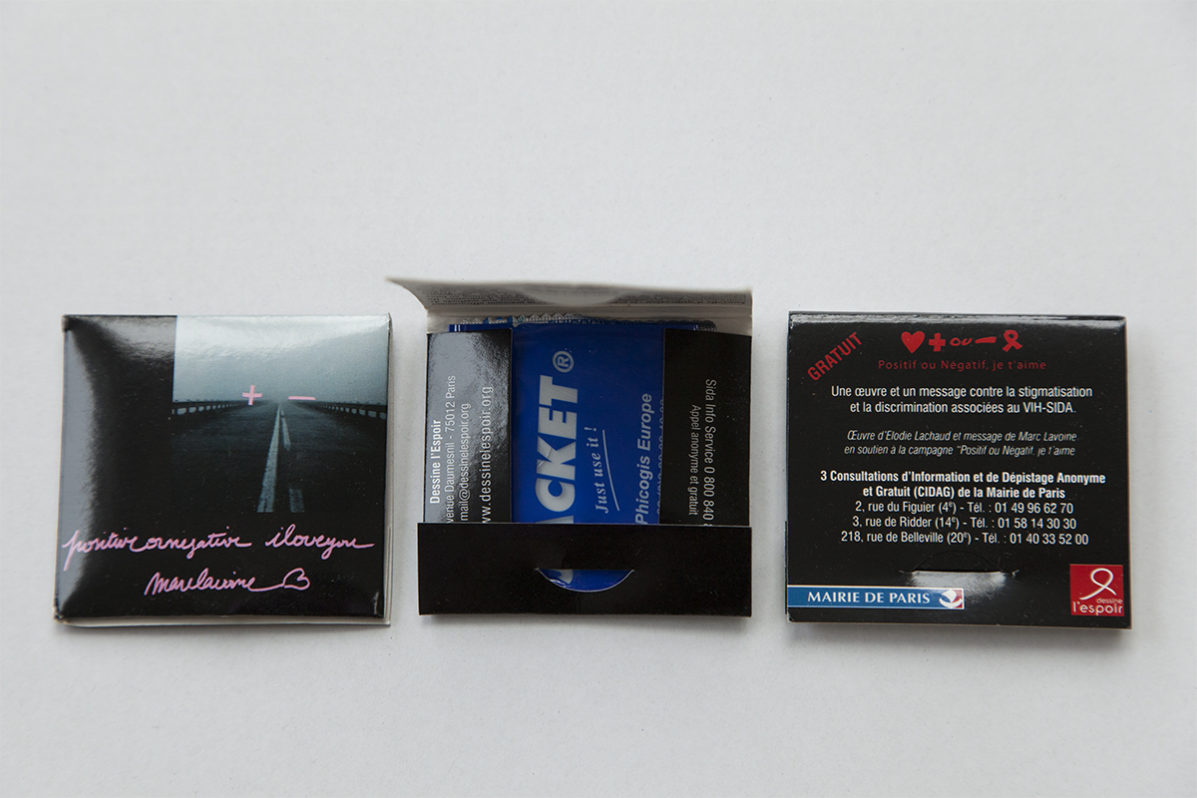 + –
positive or negative i love you
marc lavoine
Dessine l'Espoir
venue Daumesnil - 75012 Paris
mail@dessinelespoir.org
www.dessinelespoir.org
ACKET®
Just use it !
Phicogis Europe
Sida Info Service 0 800 840
Appel anonyme et gratuit
GRATUIT
+ ou –
Positif ou Négatif, je t'aime
Une œuvre et un message contre la stigmatisation
et la discrimination associées au VIH-SIDA.
Œuvre d'Elodie Lachaud et message de Marc Lavoine
en soutien à la campagne "Positif ou Négatif, je t'aime
3 Consultations d'Information et de Dépistage Anonyme
et Gratuit (CIDAG) de la Mairie de Paris
2, rue du Figuier (4e) - Tél. : 01 49 96 62 70
3, rue de Ridder (14e) - Tél. : 01 58 14 30 30
218, rue de Belleville (20e) - Tél. : 01 40 33 52 00
MAIRIE DE PARIS
dessine
l'espoir